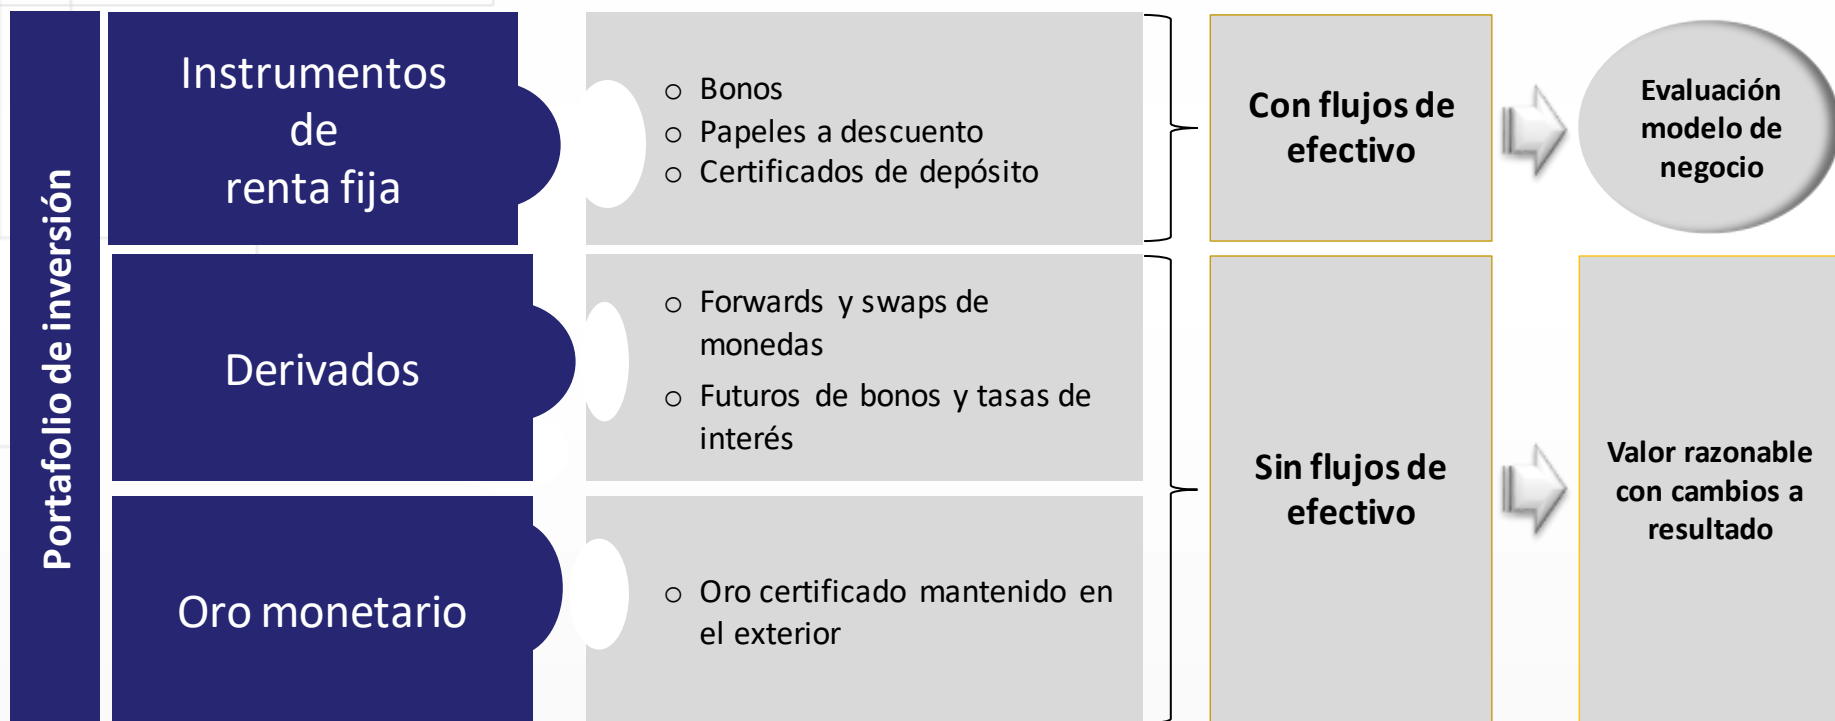 Portafolio de inversión
Instrumentos
de
renta fija
○ Bonos
○ Papeles a descuento
○ Certificados de depósito
Con flujos de
efectivo
Evaluación
modelo de
negocio
Derivados
○ Forwards y swaps de
monedas
○ Futuros de bonos y tasas de
interés
Oro monetario
○ Oro certificado mantenido en
el exterior
Sin flujos de
efectivo
Valor razonable
con cambios a
resultado